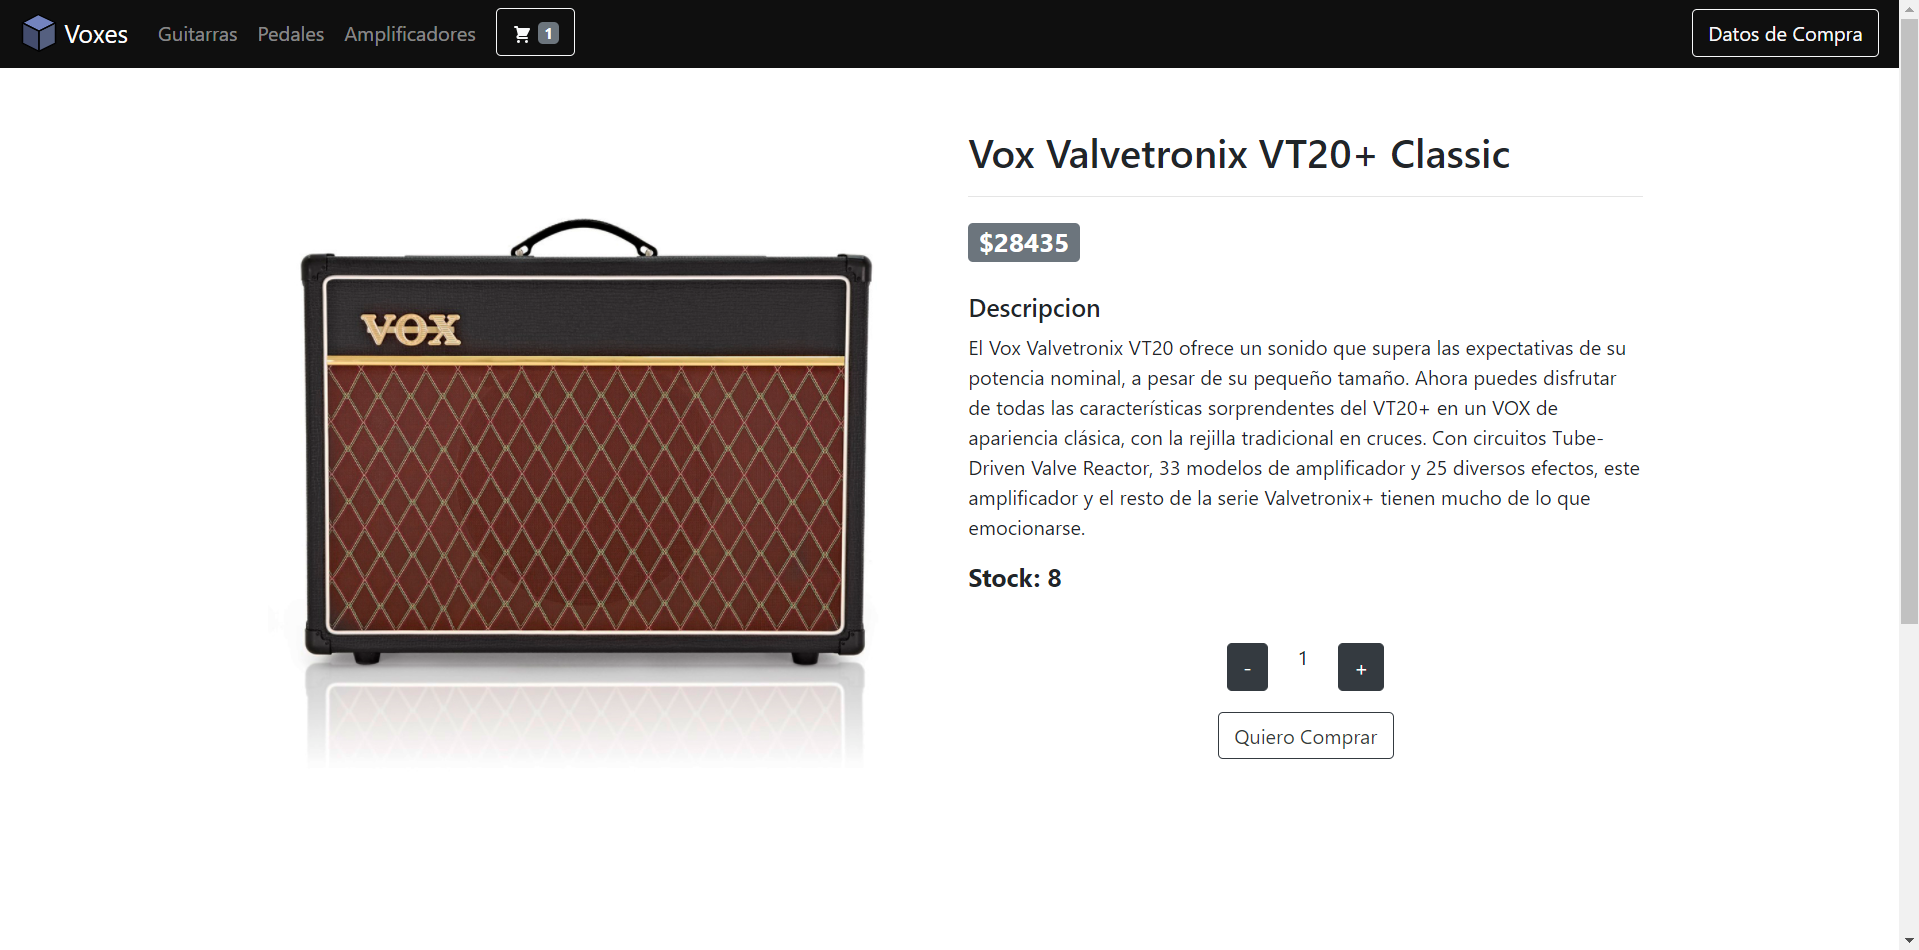 Voxes
Guitarras
Pedales
Amplificadores
1
Datos de Compra
Vox Valvetronix VT20+ Classic
$28435
VOX
Descripcion
El Vox Valvetronix VT20 ofrece un sonido que supera las expectativas de su
potencia nominal, a pesar de su pequeño tamaño. Ahora puedes disfrutar
de todas las características sorprendentes del VT20+ en un VOX de
apariencia clásica, con la rejilla tradicional en cruces. Con circuitos Tube-
Driven Valve Reactor, 33 modelos de amplificador y 25 diversos efectos, este
amplificador y el resto de la serie Valvetronix+ tienen mucho de lo que
emocionarse.
Stock: 8
- 1 +
Quiero Comprar